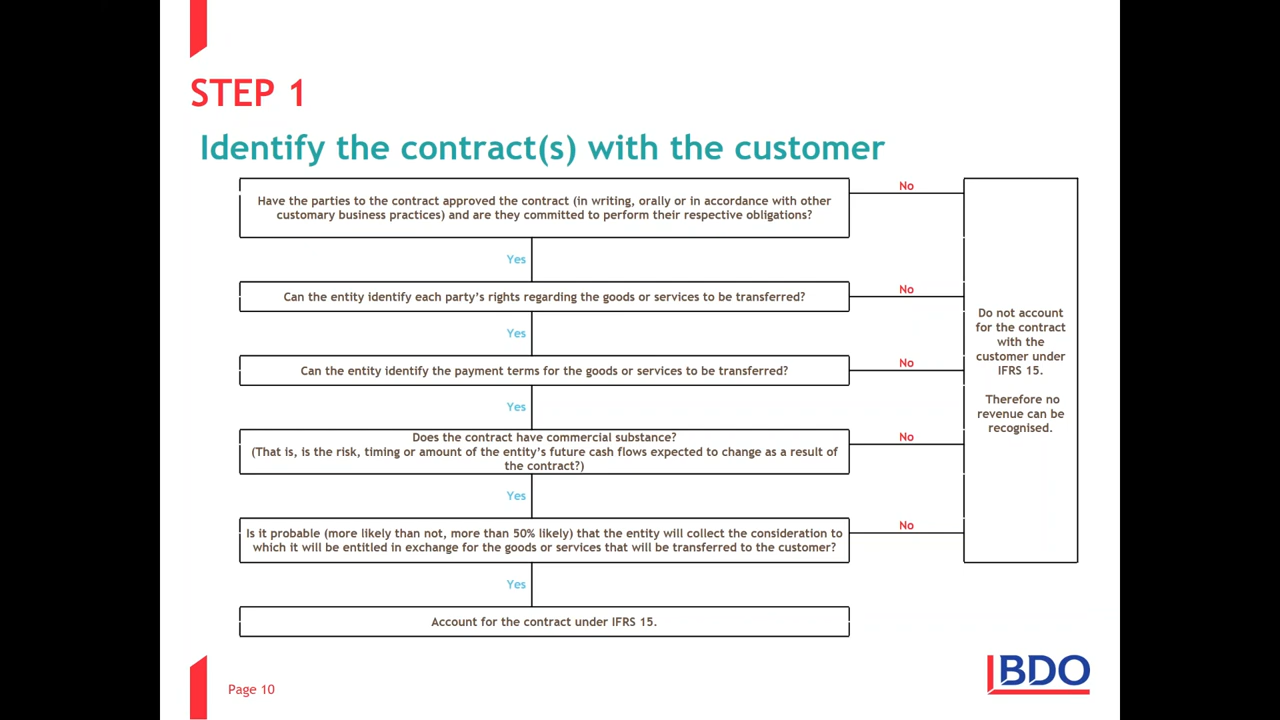 STEP 1
Identify the contract(s) with the customer
Have the parties to the contract approved the contract (in writing, orally or in accordance with other
customary business practices) and are they committed to perform their respective obligations?
No
Yes
Can the entity identify each party's rights regarding the goods or services to be transferred?
No
Yes
Can the entity identify the payment terms for the goods or services to be transferred?
No
Yes
Does the contract have commercial substance?
(That is, is the risk, timing or amount of the entity's future cash flows expected to change as a result of
the contract?)
No
Yes
Is it probable (more likely than not, more than 50% likely) that the entity will collect the consideration to
which it will be entitled in exchange for the goods or services that will be transferred to the customer?
No
Yes
Account for the contract under IFRS 15.
Do not account
for the contract
with the
customer under
IFRS 15.
Therefore no
revenue can be
recognised.
Page 10
BDO